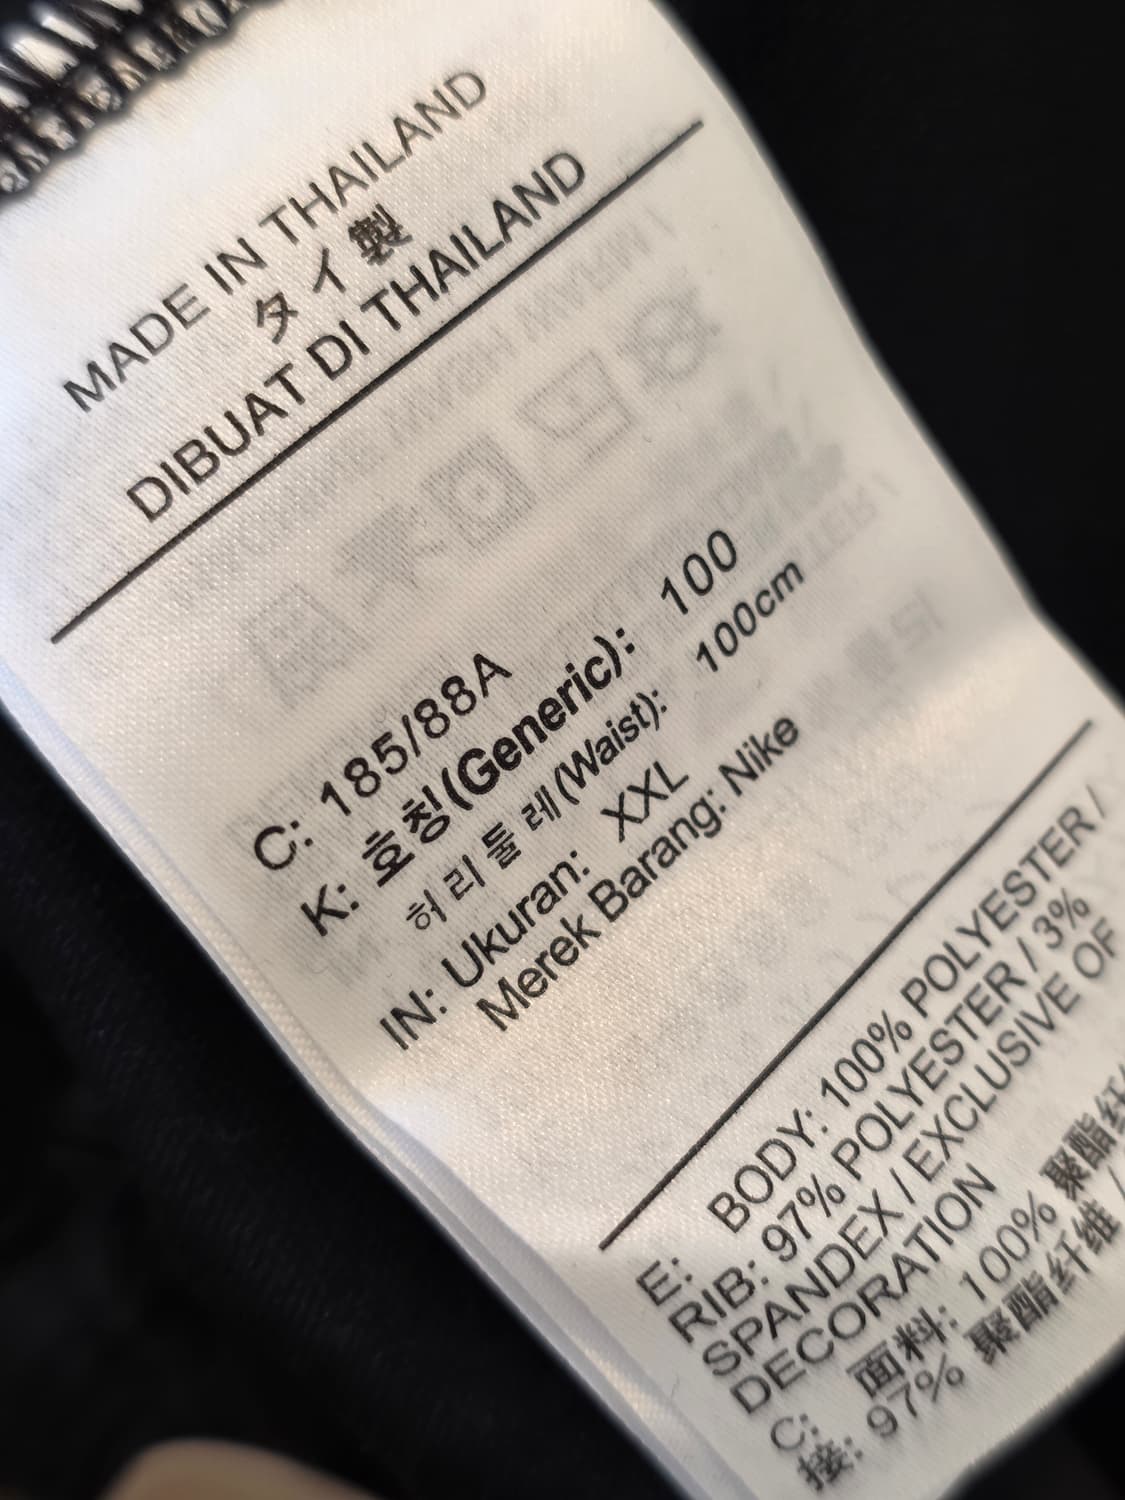 MADE IN THAILAND
タイ製
DIBUAT DI THAILAND
C: 185/88A
K: 호칭(Generic): 100
허리둘레(Waist): 100cm
IN: Ukuran: XXL
Merek Barang: Nike
E: BODY: 100% POLYESTER /
RIB: 97% POLYESTER / 3%
SPANDEX / EXCLUSIVE OF
DECORATION
C: 面料: 100% 聚酯纤
接: 97% 聚酯纤维 /